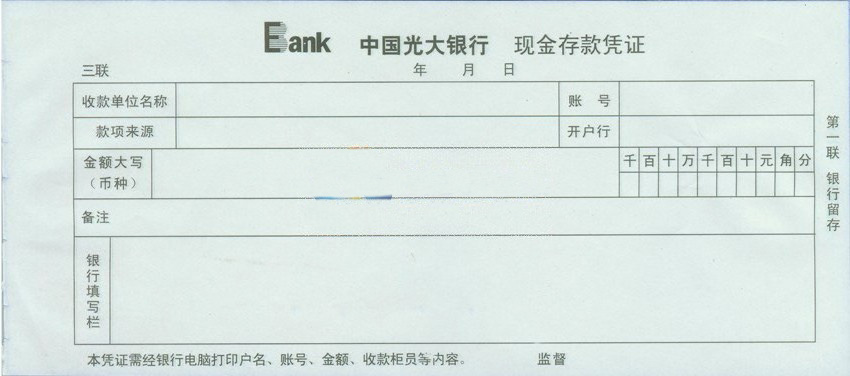 Bank 中国光大银行 现金存款凭证
三联 年 月 日
收款单位名称 账 号
款项来源 开户行
金额大写 千 百 十 万 千 百 十 元 角 分
(币种)
备注
银行填写栏
本凭证需经银行电脑打印户名、账号、金额、收款柜员等内容。 监督
第一联 银行留存